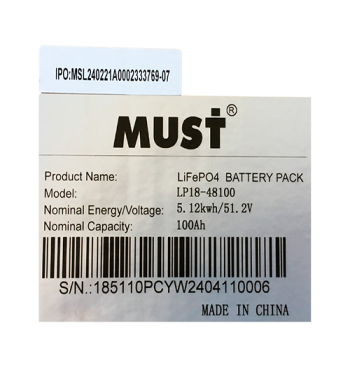 IPO:MSL240221A0002333769-07
MUST®
Product Name: LiFePO4 BATTERY PACK
Model: LP18-48100
Nominal Energy/Voltage: 5.12kwh/51.2V
Nominal Capacity: 100Ah
S/N.:185110PCYW2404110006
MADE IN CHINA